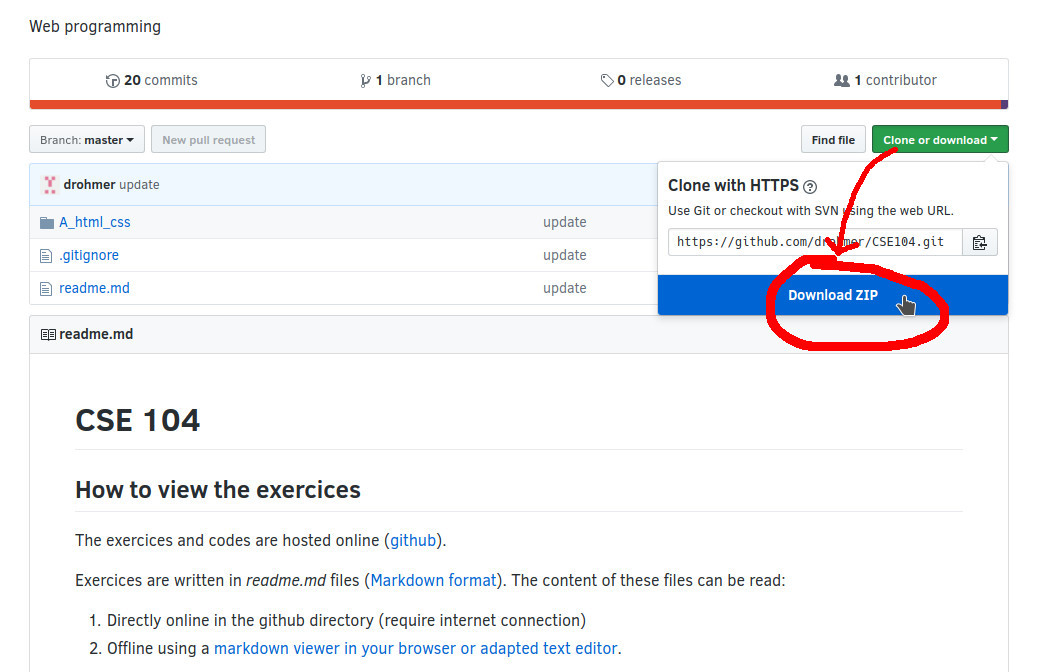 Web programming
20 commits 1 branch 0 releases 1 contributor
Branch: master New pull request Find file Clone or download
drohmer update
Clone with HTTPS ?
Use Git or checkout with SVN using the web URL.
A_html_css update
https://github.com/drohmer/CSE104.git
.gitignore update
readme.md update
Download ZIP
readme.md
CSE 104
How to view the exercices
The exercices and codes are hosted online (github).
Exercices are written in readme.md files (Markdown format). The content of these files can be read:
1. Directly online in the github directory (require internet connection)
2. Offline using a markdown viewer in your browser or adapted text editor.